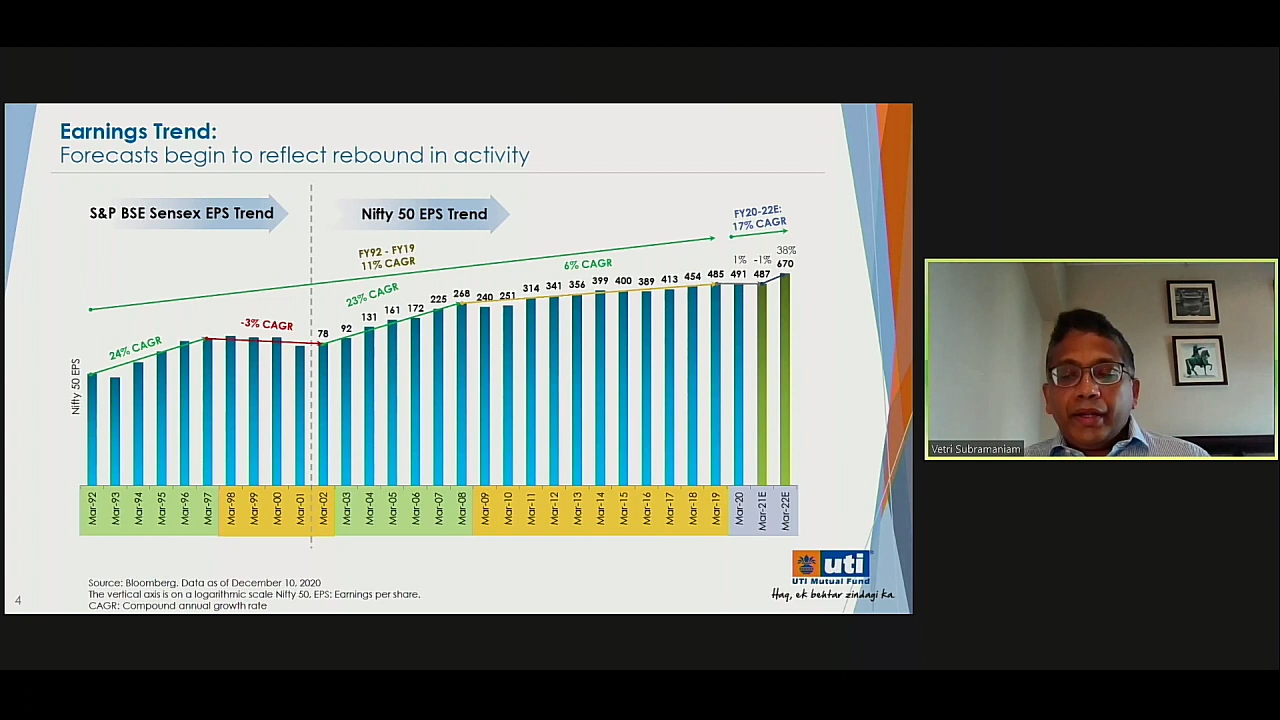 Earnings Trend:
Forecasts begin to reflect rebound in activity
S&P BSE Sensex EPS Trend
Nifty 50 EPS Trend
FY20-22E:
17% CAGR
FY92 - FY19
11% CAGR
6% CAGR
23% CAGR
-3% CAGR
24% CAGR
1% -1% 38%
78 92 131 161 172 225 268 240 251 314 341 356 399 400 389 413 454 485 491 487 670
Nifty 50 EPS
Mar-92 Mar-93 Mar-94 Mar-95 Mar-96 Mar-97 Mar-98 Mar-99 Mar-00 Mar-01 Mar-02 Mar-03 Mar-04 Mar-05 Mar-06 Mar-07 Mar-08 Mar-09 Mar-10 Mar-11 Mar-12 Mar-13 Mar-14 Mar-15 Mar-16 Mar-17 Mar-18 Mar-19 Mar-20 Mar-21E Mar-22E
Source: Bloomberg. Data as of December 10, 2020
The vertical axis is on a logarithmic scale Nifty 50, EPS: Earnings per share.
CAGR: Compound annual growth rate
4
uti
UTI Mutual Fund
Haq, ek behtar zindagi ka
Vetri Subramaniam